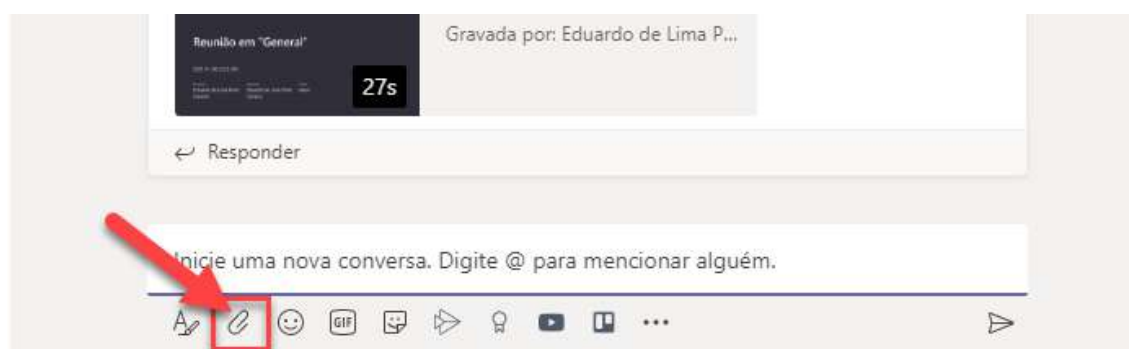 Reunião em "General"
Gravada por: Eduardo de Lima P...
27s
Responder
Inicie uma nova conversa. Digite @ para mencionar alguém.
GIF